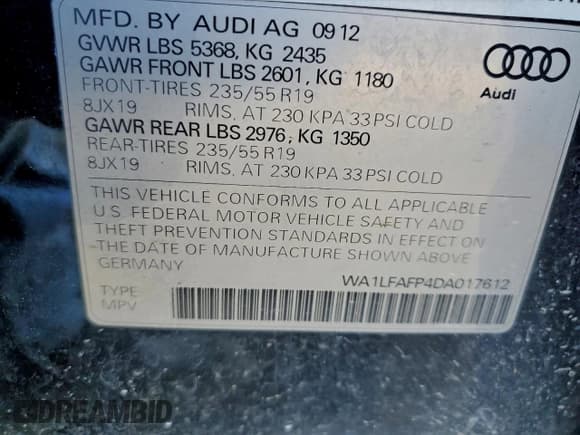 MFD. BY AUDI AG 09 12
GVWR LBS 5368, KG 2435
GAWR FRONT LBS 2601, KG 1180
FRONT-TIRES 235/55 R19
8JX19 RIMS, AT 230 KPA 33 PSI COLD
GAWR REAR LBS 2976, KG 1350
REAR-TIRES 235/55 R19
8JX19 RIMS, AT 230 KPA 33 PSI COLD
Audi
THIS VEHICLE CONFORMS TO ALL APPLICABLE
U.S. FEDERAL MOTOR VEHICLE SAFETY AND
THEFT PREVENTION STANDARDS IN EFFECT ON
THE DATE OF MANUFACTURE SHOWN ABOVE
GERMANY
WA1LFAFP4DA017612
TYPE
MPV
DREAMBID